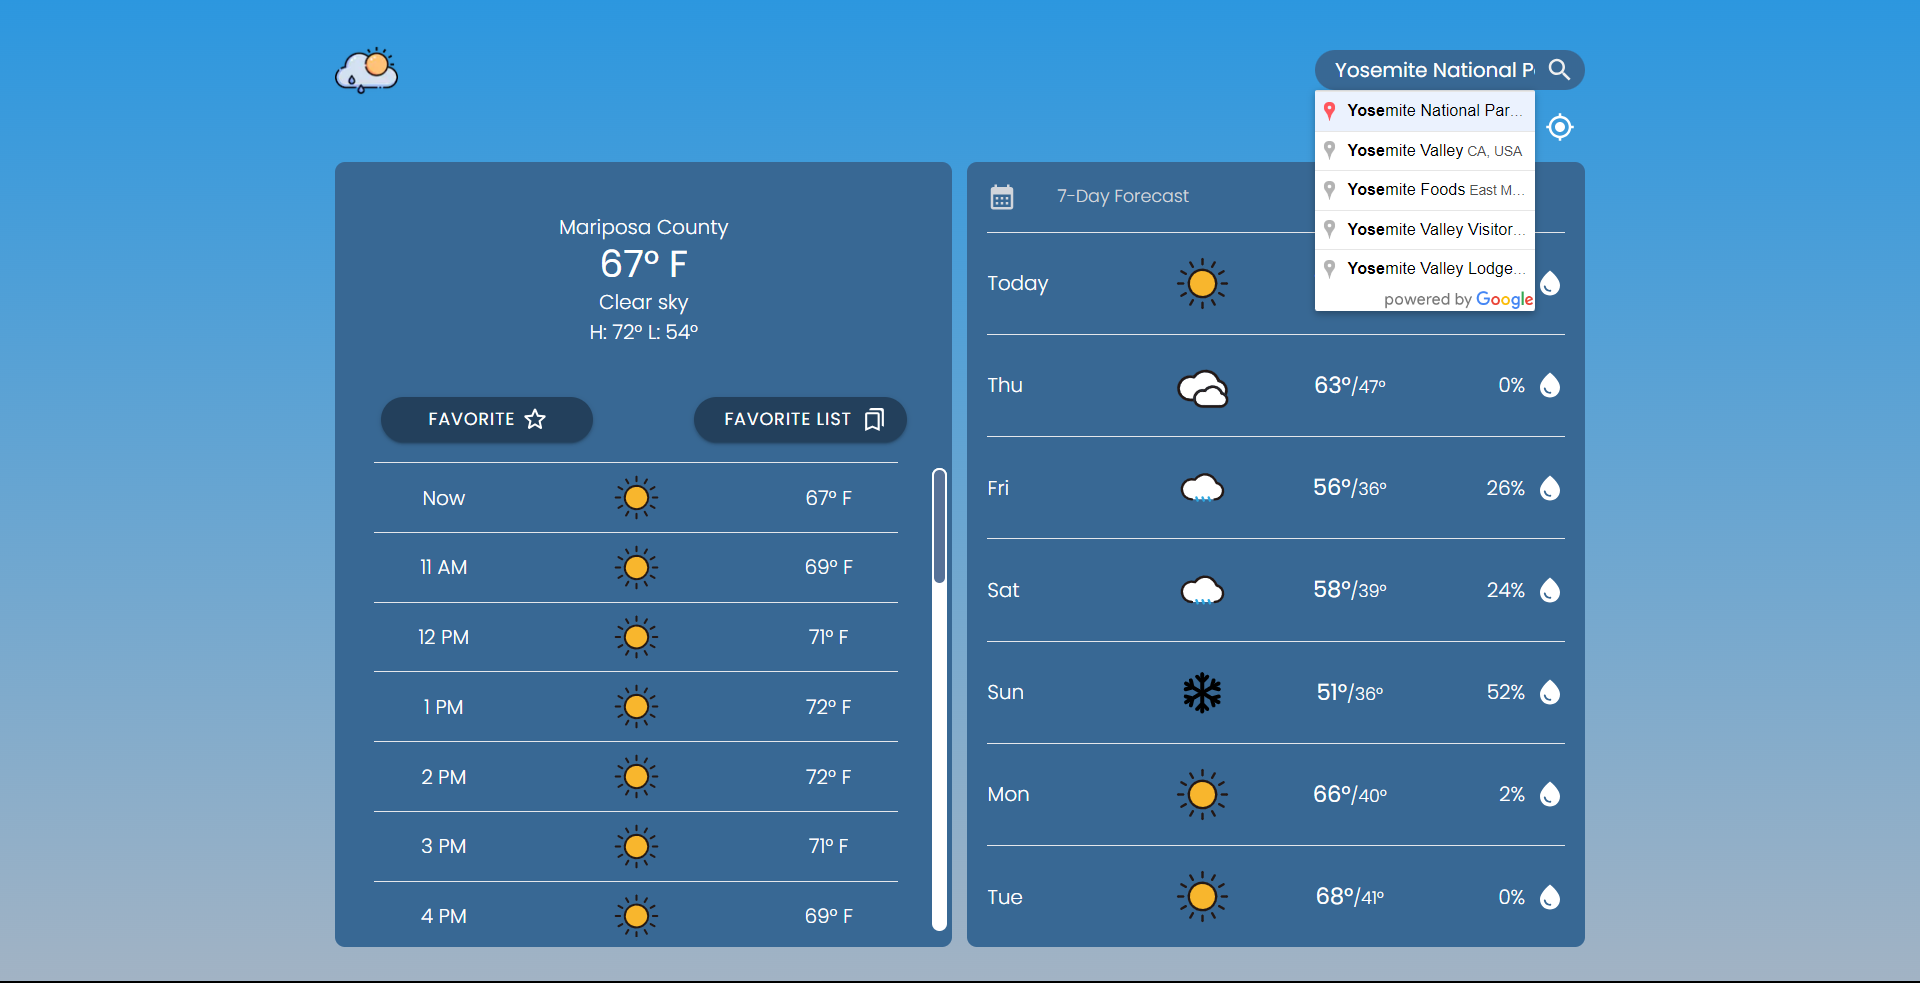 Yosemite National P
Yosemite National Par...
Yosemite Valley CA, USA
Yosemite Foods East M...
Yosemite Valley Visitor...
Yosemite Valley Lodge...
powered by Google
Mariposa County
67° F
Clear sky
H: 72° L: 54°
FAVORITE
FAVORITE LIST
Now 67° F
11 AM 69° F
12 PM 71° F
1 PM 72° F
2 PM 72° F
3 PM 71° F
4 PM 69° F
7-Day Forecast
Today
Thu 63°/47° 0%
Fri 56°/36° 26%
Sat 58°/39° 24%
Sun 51°/36° 52%
Mon 66°/40° 2%
Tue 68°/41° 0%